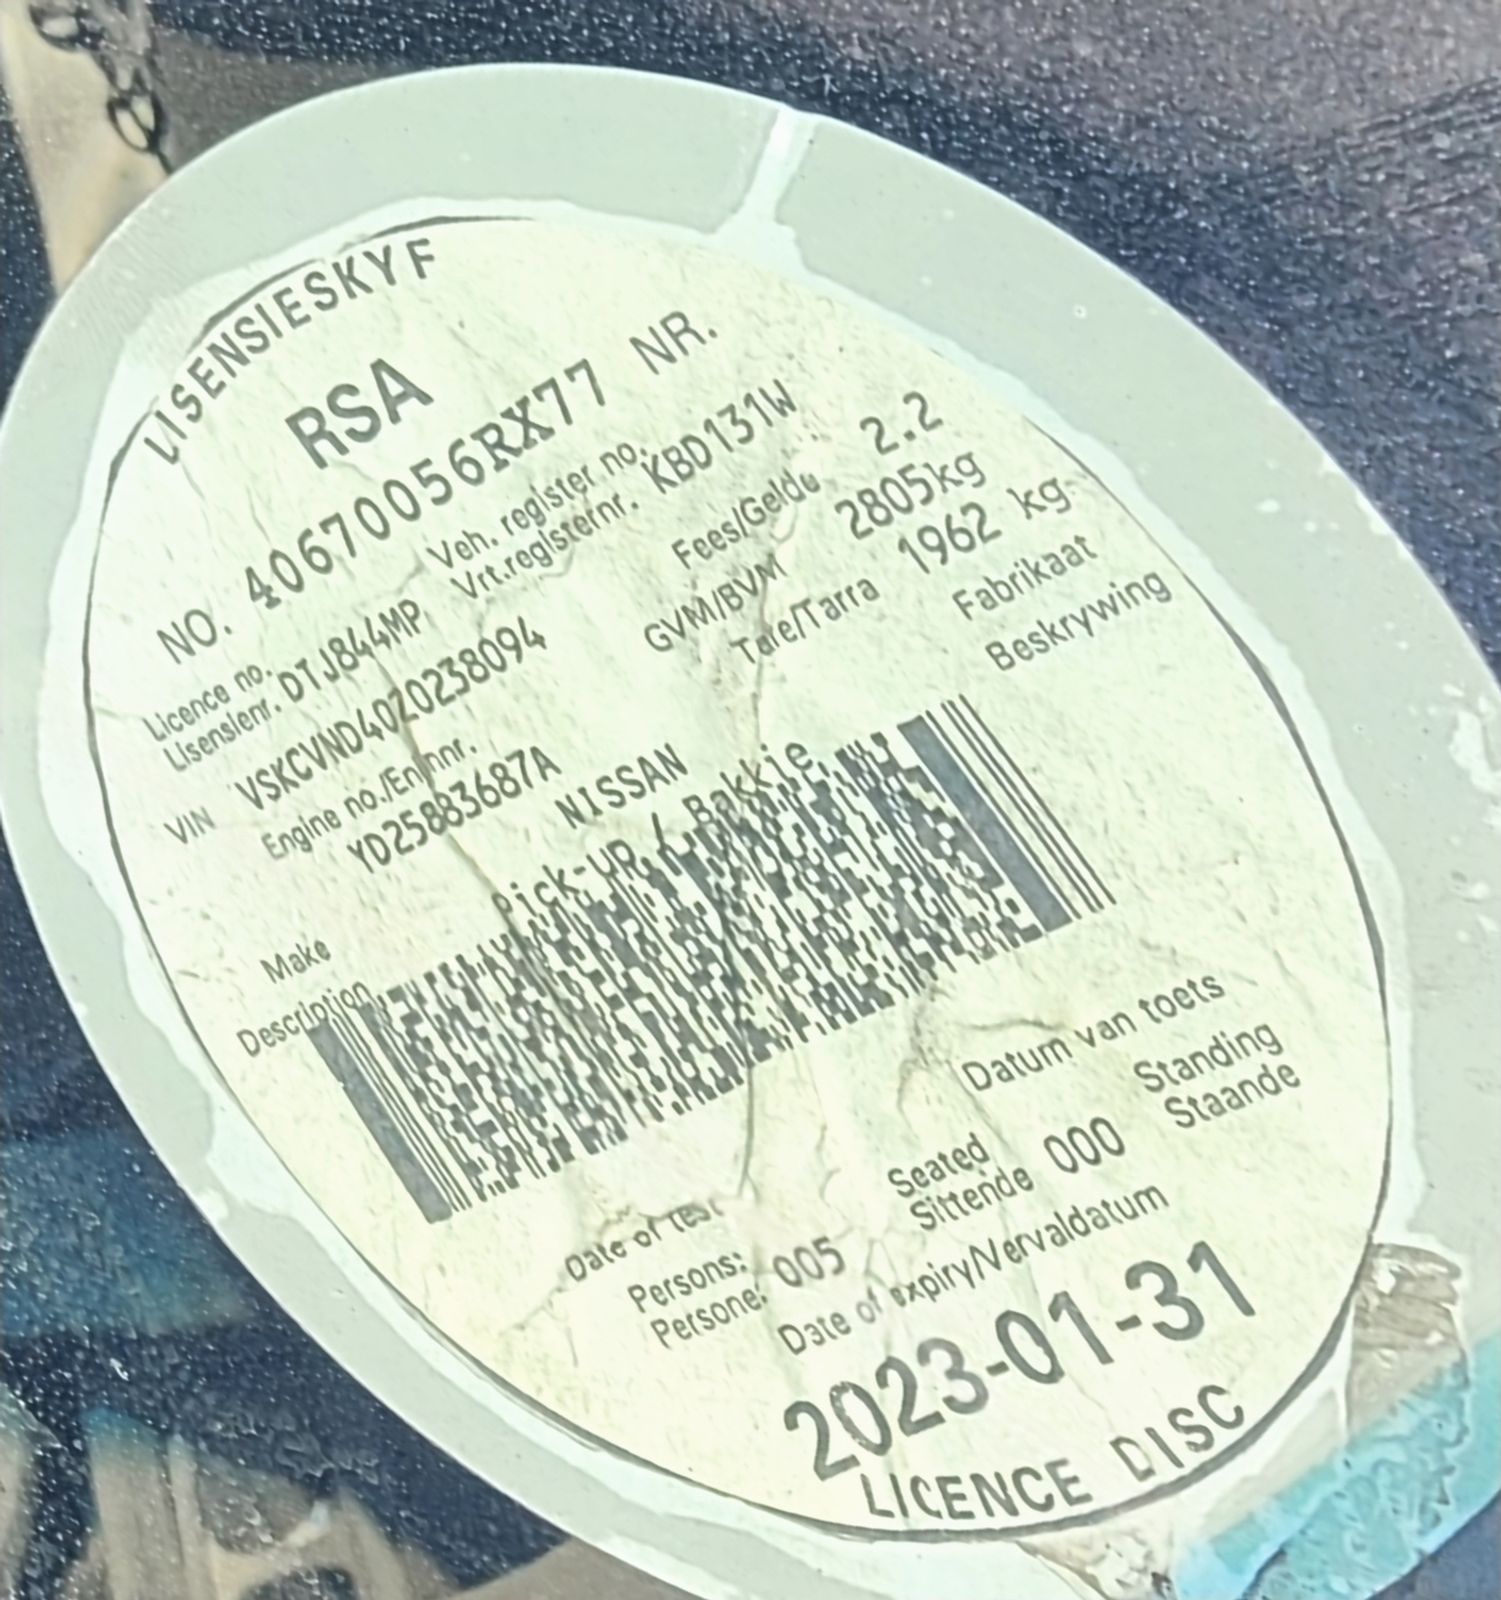 LISENSIESKYF
RSA
NO. 40670056RX77 NR.
Licence no. Veh. register no.
Lisensienr. DTJ844MP Vrt.registernr. KBD131W
VIN VSKCVND40Z0238094 Fees/Gelde 2.2
Engine no./Enjinnr. GVM/BVM 2805kg
YD25883687A Tare/Tarra 1962 kg
Make NISSAN Fabrikaat
Description Pick-up / Bakkie Beskrywing
Date of test Datum van toets
Persons: Seated Standing
Persone: 005 Sittende 000 Staande
Date of expiry/Vervaldatum
2023-01-31
LICENCE DISC